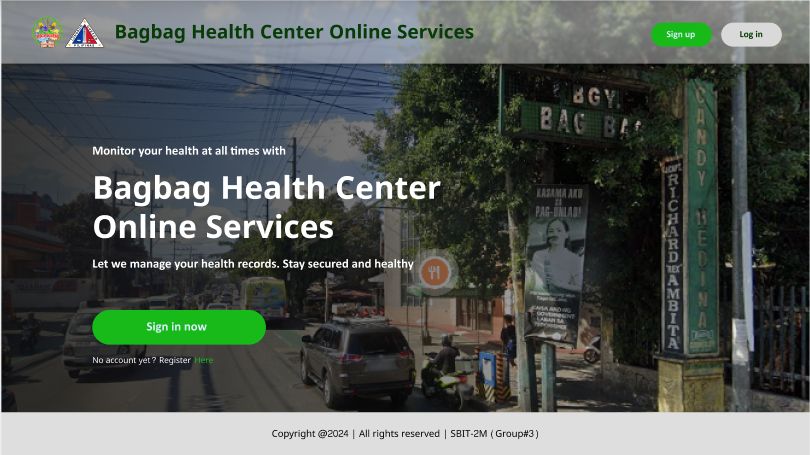 Bagbag Health Center Online Services
Sign up
Log in
Monitor your health at all times with
Bagbag Health Center
Online Services
Let we manage your health records. Stay secured and healthy
Sign in now
No account yet? Register Here
BGY.
BAG BAG
KASAMA AKO
SA
PAG-UNLAD!
RICHARD
"REX"
AMBITA
ANDY MEDINA
Copyright @2024 | All rights reserved | SBIT-2M (Group#3)